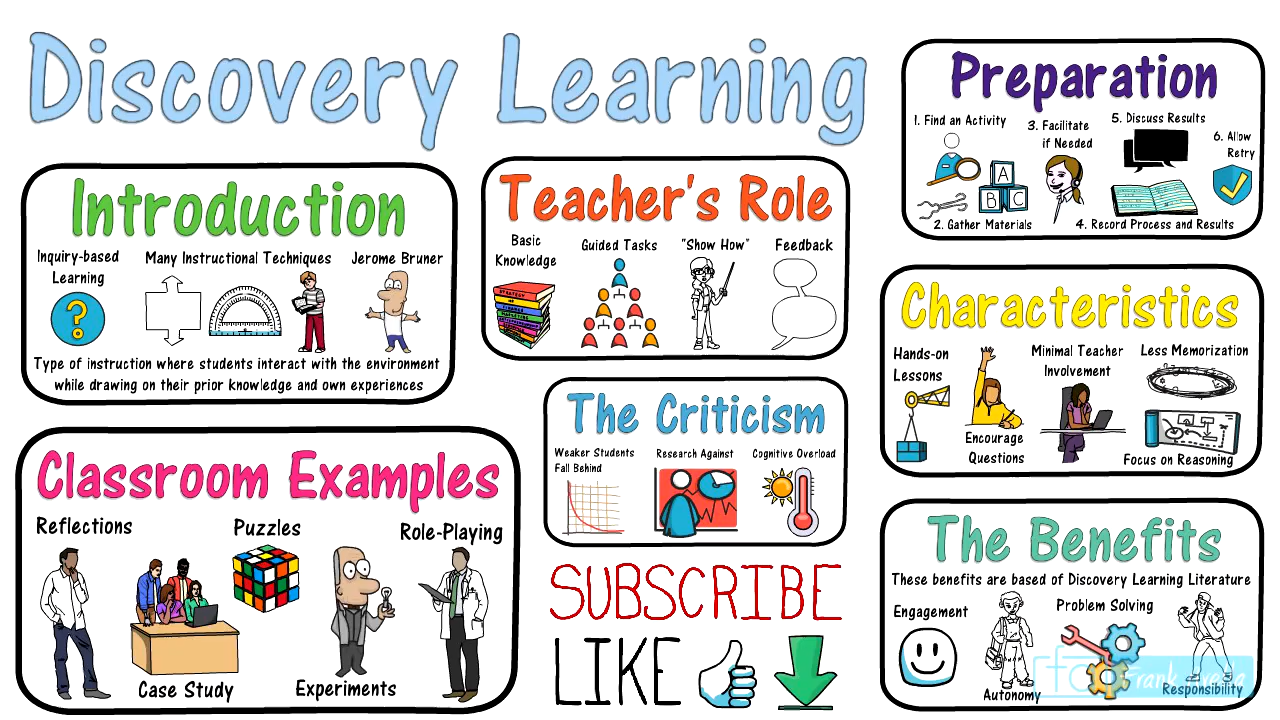 Discovery Learning
Introduction
Inquiry-based
Learning
Many Instructional Techniques
Jerome Bruner
?
Type of instruction where students interact with the environment
while drawing on their prior knowledge and own experiences
Teacher's Role
Basic
Knowledge
Guided Tasks
"Show How"
Feedback
STRATEGY
Preparation
1. Find an Activity
2. Gather Materials
3. Facilitate
if Needed
4. Record Process and Results
5. Discuss Results
6. Allow
Retry
A
B C
Characteristics
Hands-on
Lessons
Encourage
Questions
Minimal Teacher
Involvement
Less Memorization
Focus on Reasoning
Classroom Examples
Reflections
Case Study
Puzzles
Experiments
Role-Playing
The Criticism
Weaker Students
Fall Behind
Research Against
Cognitive Overload
SUBSCRIBE
LIKE
The Benefits
These benefits are based of Discovery Learning Literature
Engagement
Autonomy
Problem Solving
Responsibility
Frank